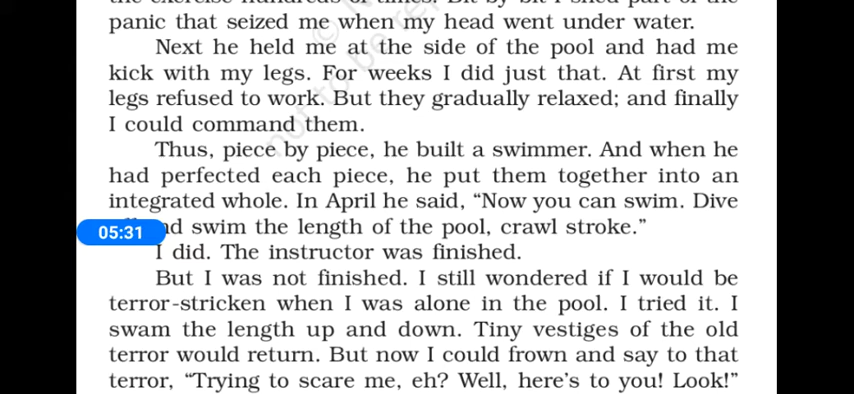 panic that seized me when my head went under water.
Next he held me at the side of the pool and had me
kick with my legs. For weeks I did just that. At first my
legs refused to work. But they gradually relaxed; and finally
I could command them.
Thus, piece by piece, he built a swimmer. And when he
had perfected each piece, he put them together into an
integrated whole. In April he said, “Now you can swim. Dive
swim the length of the pool, crawl stroke.”
05:31
I did. The instructor was finished.
But I was not finished. I still wondered if I would be
terror-stricken when I was alone in the pool. I tried it. I
swam the length up and down. Tiny vestiges of the old
terror would return. But now I could frown and say to that
terror, “Trying to scare me, eh? Well, here’s to you! Look!”